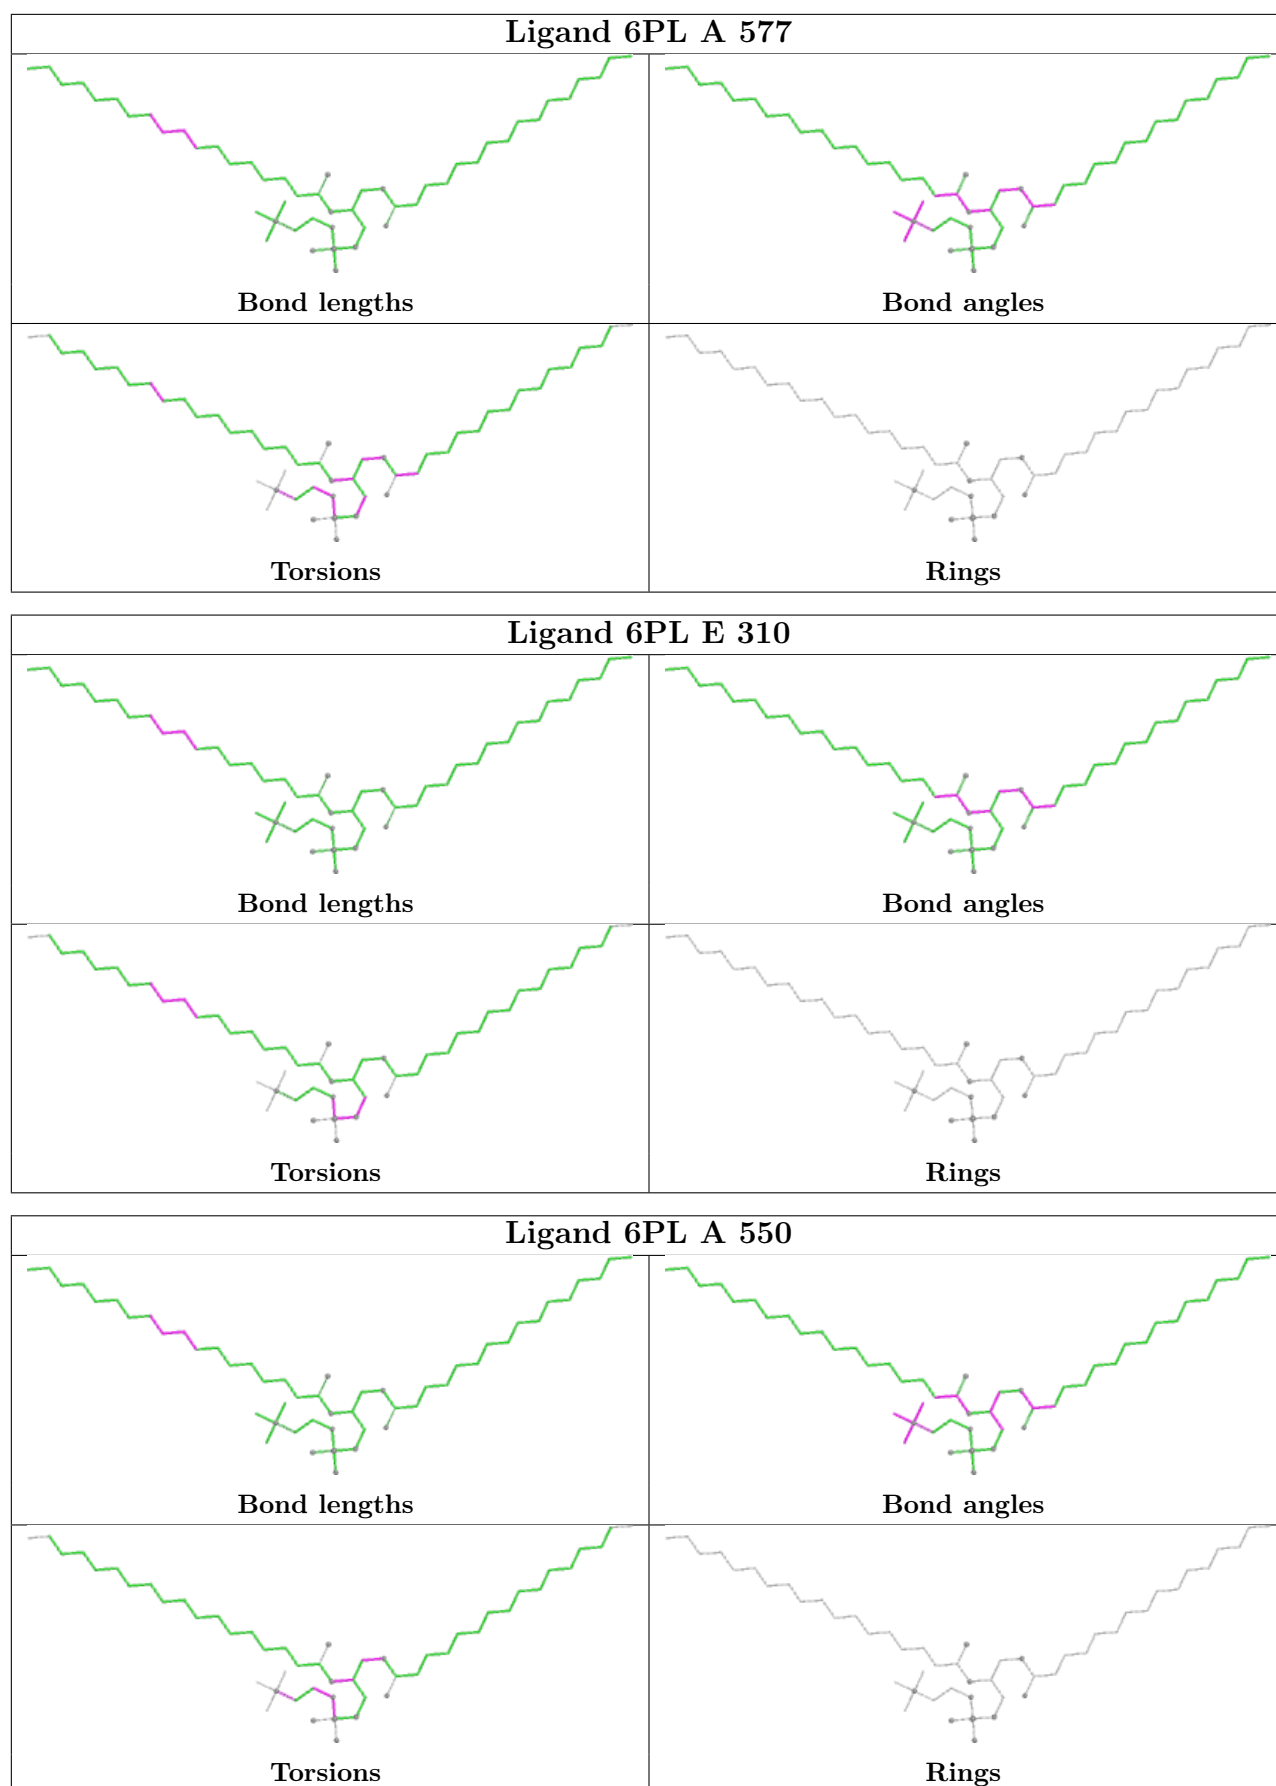 Ligand 6PL A 577
Bond lengths
Bond angles
Torsions
Rings
Ligand 6PL E 310
Bond lengths
Bond angles
Torsions
Rings
Ligand 6PL A 550
Bond lengths
Bond angles
Torsions
Rings